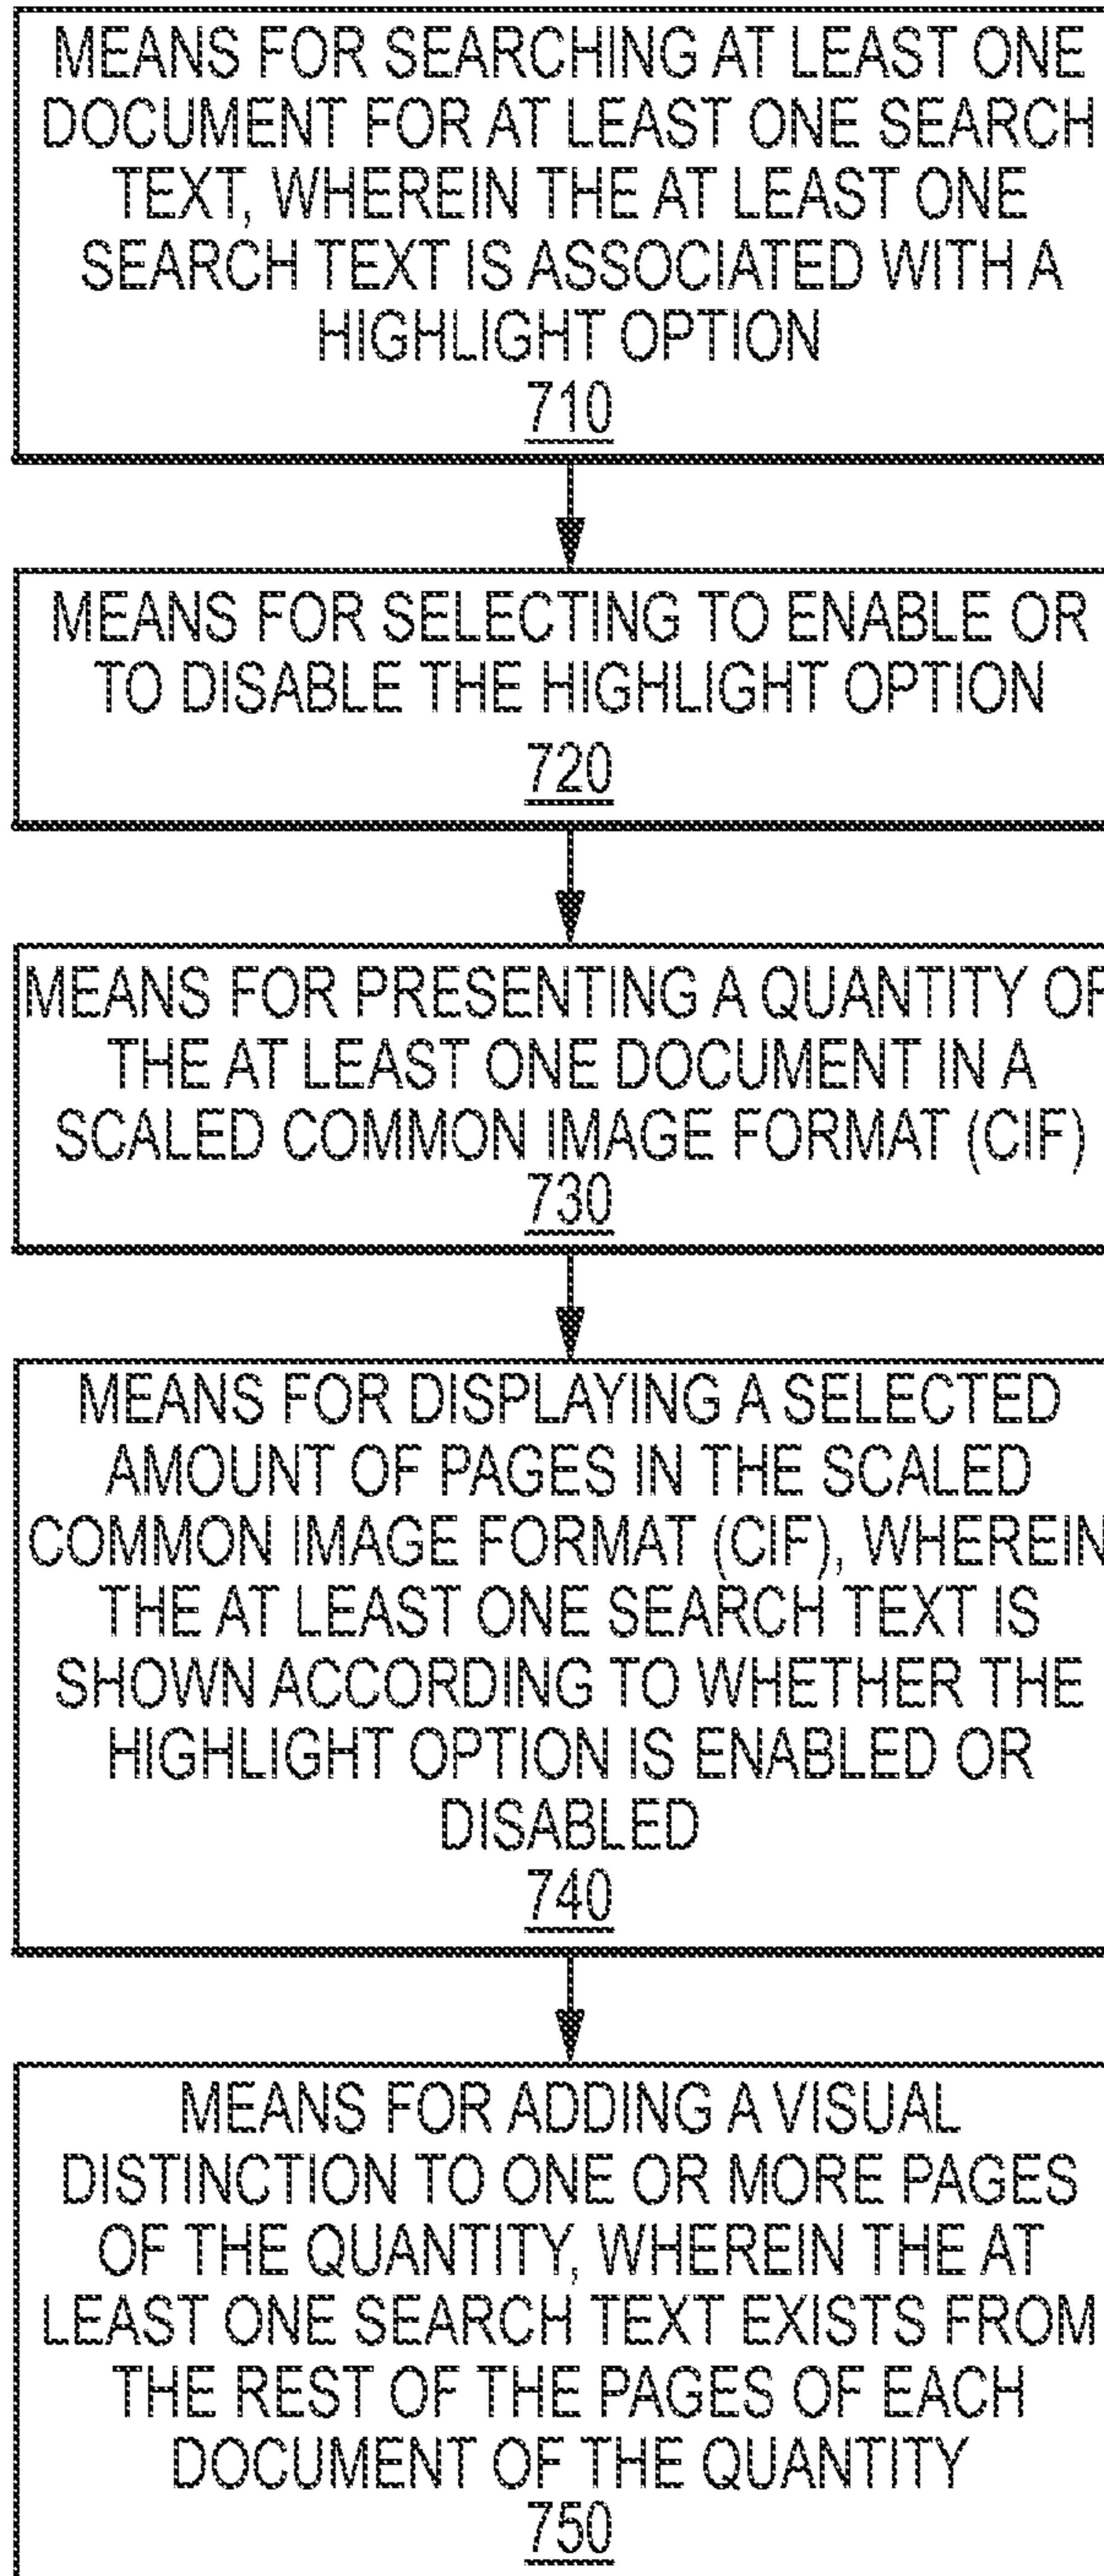 MEANS FOR SEARCHING AT LEAST ONE
DOCUMENT FOR AT LEAST ONE SEARCH
TEXT, WHEREIN THE AT LEAST ONE
SEARCH TEXT IS ASSOCIATED WITH A
HIGHLIGHT OPTION
710
MEANS FOR SELECTING TO ENABLE OR
TO DISABLE THE HIGHLIGHT OPTION
720
MEANS FOR PRESENTING A QUANTITY OF
THE AT LEAST ONE DOCUMENT IN A
SCALED COMMON IMAGE FORMAT (CIF)
730
MEANS FOR DISPLAYING A SELECTED
AMOUNT OF PAGES IN THE SCALED
COMMON IMAGE FORMAT (CIF), WHEREIN
THE AT LEAST ONE SEARCH TEXT IS
SHOWN ACCORDING TO WHETHER THE
HIGHLIGHT OPTION IS ENABLED OR
DISABLED
740
MEANS FOR ADDING A VISUAL
DISTINCTION TO ONE OR MORE PAGES
OF THE QUANTITY, WHEREIN THE AT
LEAST ONE SEARCH TEXT EXISTS FROM
THE REST OF THE PAGES OF EACH
DOCUMENT OF THE QUANTITY
750